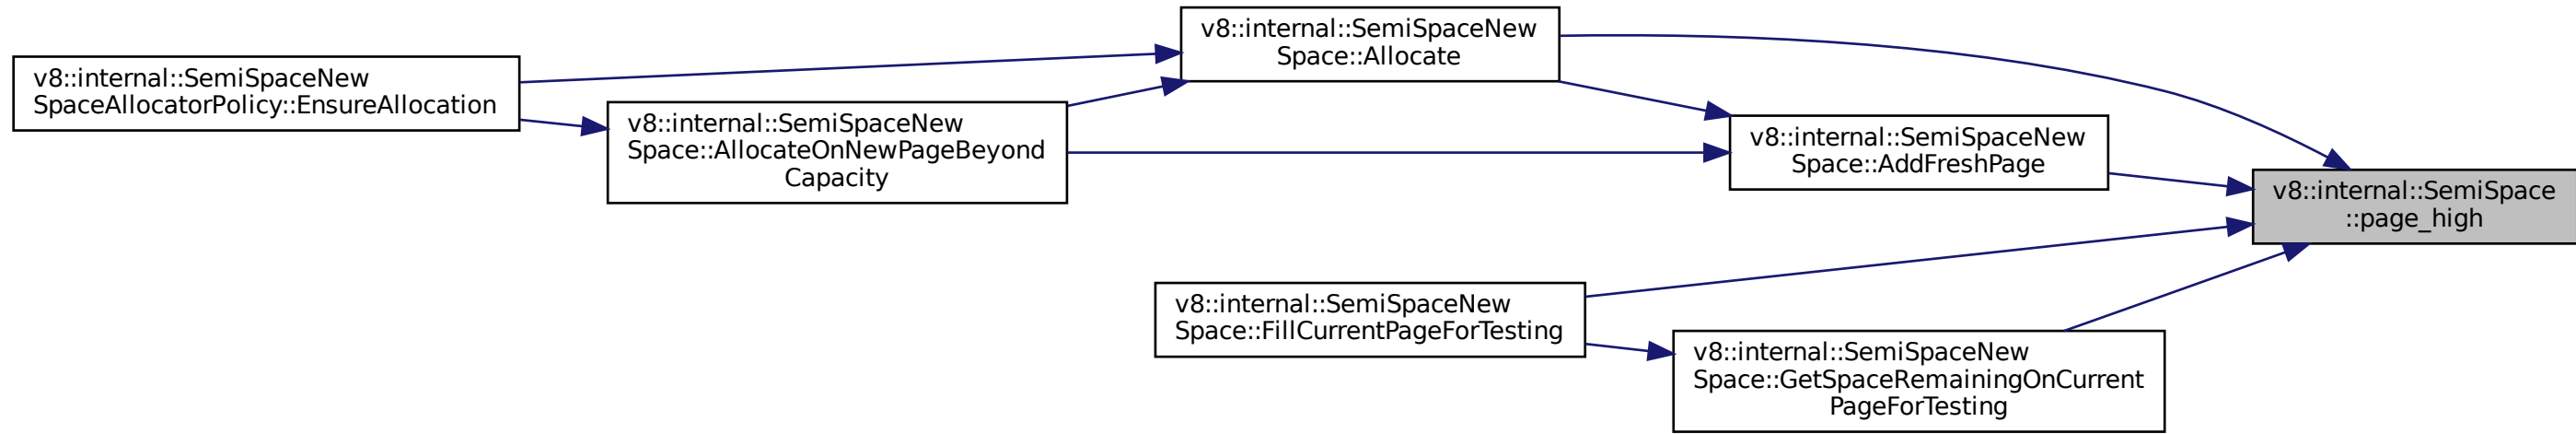 v8::internal::SemiSpaceNew
SpaceAllocatorPolicy::EnsureAllocation
v8::internal::SemiSpaceNew
Space::AllocateOnNewPageBeyond
Capacity
v8::internal::SemiSpaceNew
Space::Allocate
v8::internal::SemiSpaceNew
Space::AddFreshPage
v8::internal::SemiSpace
::page_high
v8::internal::SemiSpaceNew
Space::FillCurrentPageForTesting
v8::internal::SemiSpaceNew
Space::GetSpaceRemainingOnCurrent
PageForTesting